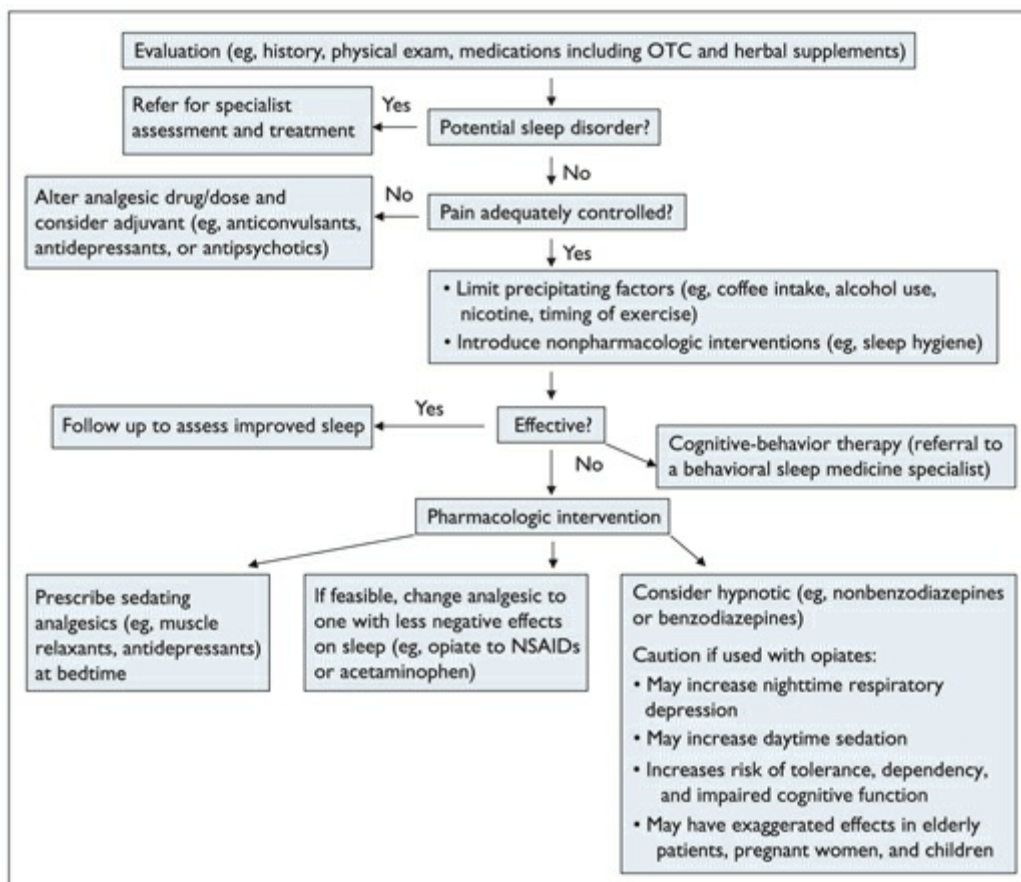 Evaluation (eg, history, physical exam, medications including OTC and herbal supplements)
Refer for specialist
assessment and treatment
Yes
Potential sleep disorder?
No
Alter analgesic drug/dose and
consider adjuvant (eg, anticonvulsants,
antidepressants, or antipsychotics)
No
Pain adequately controlled?
Yes
• Limit precipitating factors (eg, coffee intake, alcohol use,
nicotine, timing of exercise)
• Introduce nonpharmacologic interventions (eg, sleep hygiene)
Follow up to assess improved sleep
Yes
Effective?
Cognitive-behavior therapy (referral to
a behavioral sleep medicine specialist)
No
Pharmacologic intervention
Prescribe sedating
analgesics (eg, muscle
relaxants, antidepressants)
at bedtime
If feasible, change analgesic to
one with less negative effects
on sleep (eg, opiate to NSAIDs
or acetaminophen)
Consider hypnotic (eg, nonbenzodiazepines
or benzodiazepines)
Caution if used with opiates:
• May increase nighttime respiratory
depression
• May increase daytime sedation
• Increases risk of tolerance, dependency,
and impaired cognitive function
• May have exaggerated effects in elderly
patients, pregnant women, and children